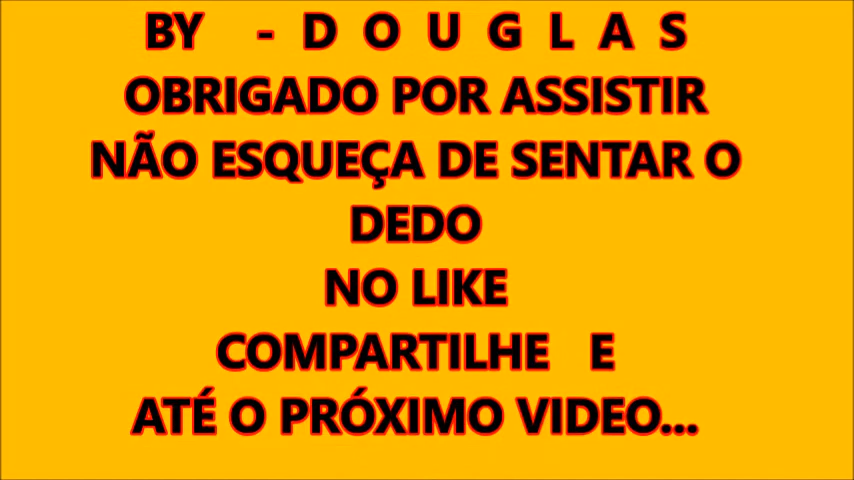 BY - D O U G L A S
OBRIGADO POR ASSISTIR
NÃO ESQUEÇA DE SENTAR O
DEDO
NO LIKE
COMPARTILHE E
ATÉ O PRÓXIMO VIDEO...